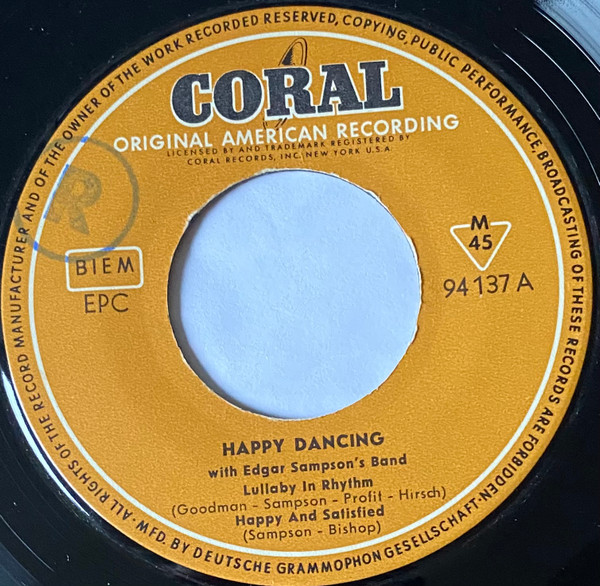 ALL RIGHTS OF THE RECORD MANUFACTURER AND OF THE OWNER OF THE WORK RECORDED RESERVED, COPYING, PUBLIC PERFORMANCE, BROADCASTING OF THESE RECORDS ARE FORBIDDEN.
CORAL
ORIGINAL AMERICAN RECORDING
LICENSED BY AND TRADEMARK REGISTERED BY
CORAL RECORDS, INC, NEW YORK U.S.A.
R
BIEM
EPC
M
45
94 137 A
HAPPY DANCING
with Edgar Sampson's Band
Lullaby In Rhythm
(Goodman - Sampson - Profit - Hirsch)
Happy And Satisfied
(Sampson - Bishop)
· MFD. BY DEUTSCHE GRAMMOPHON GESELLSCHAFT ·